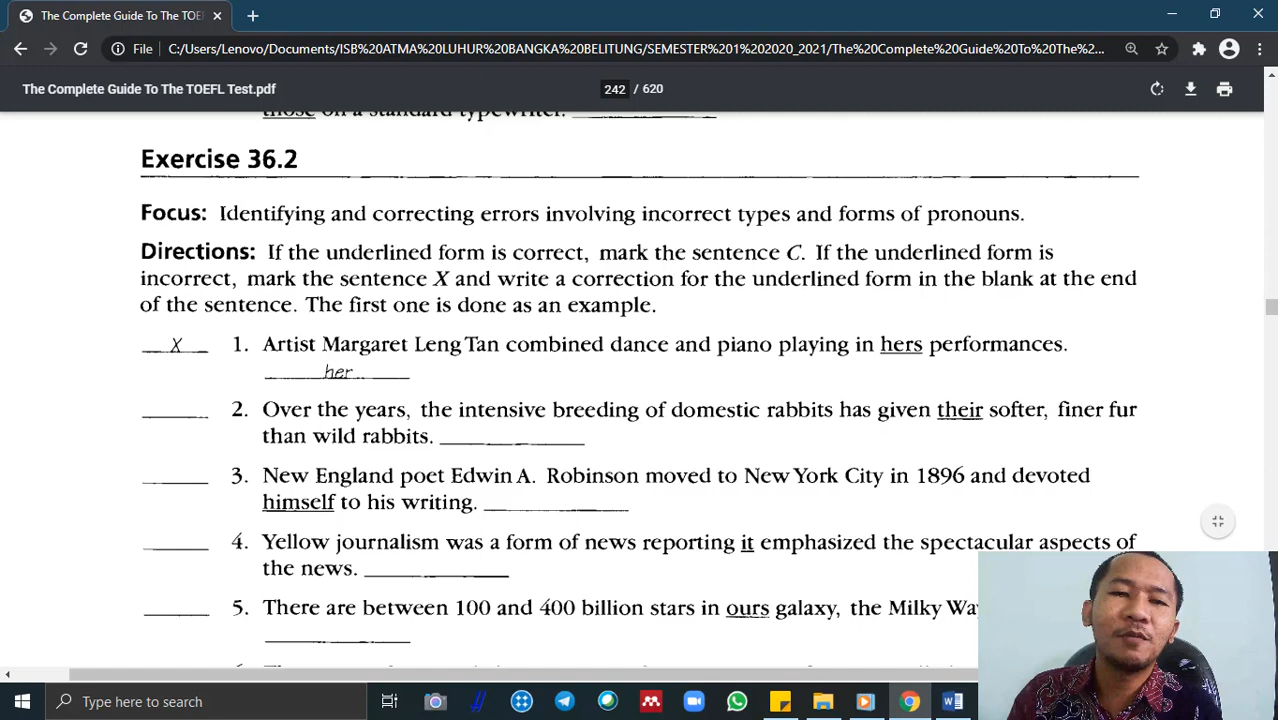 The Complete Guide To The TOE
File
C:/Users/Lenovo/Documents/ISB%20ATMA%20LUHUR%20BANGKA%20BELITUNG/SEMESTER%201%202020_2021/The%20Complete%20Guide%20To%20The%2...
The Complete Guide To The TOEFL Test.pdf
242 / 620
those on a standard typewriter.
Exercise 36.2
Focus: Identifying and correcting errors involving incorrect types and forms of pronouns.
Directions: If the underlined form is correct, mark the sentence C. If the underlined form is
incorrect, mark the sentence X and write a correction for the underlined form in the blank at the end
of the sentence. The first one is done as an example.
X 1. Artist Margaret Leng Tan combined dance and piano playing in hers performances.
her
2. Over the years, the intensive breeding of domestic rabbits has given their softer, finer fur
than wild rabbits.
3. New England poet Edwin A. Robinson moved to New York City in 1896 and devoted
himself to his writing.
4. Yellow journalism was a form of news reporting it emphasized the spectacular aspects of
the news.
5. There are between 100 and 400 billion stars in ours galaxy, the Milky Way
Type here to search